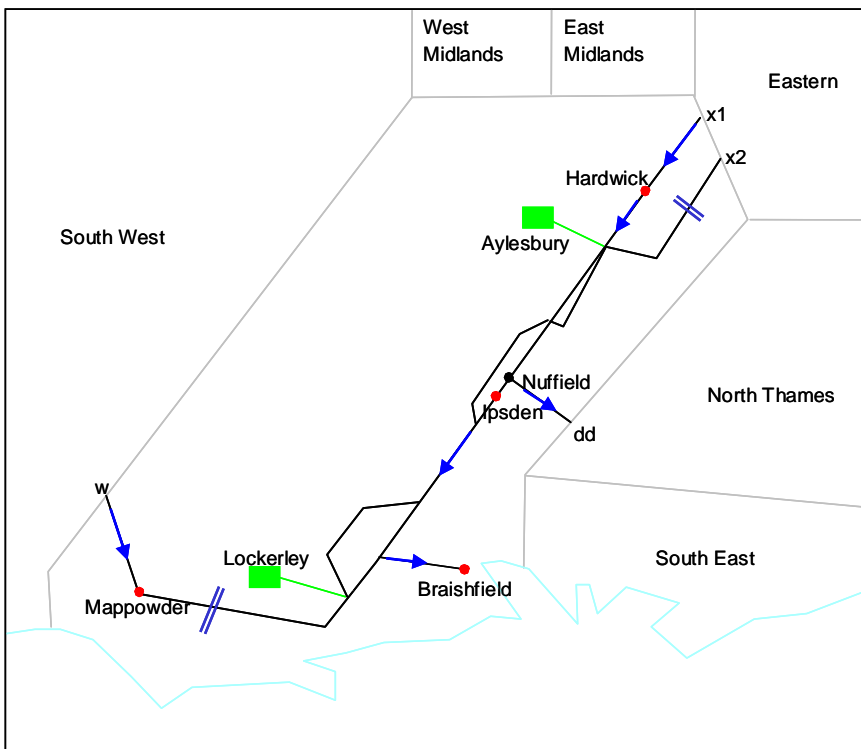 West
Midlands
East
Midlands
Eastern
x1
x2
Hardwick
South West
Aylesbury
Nuffield
Ipsden
North Thames
dd
w
Lockerley
South East
Braishfield
Mappowder